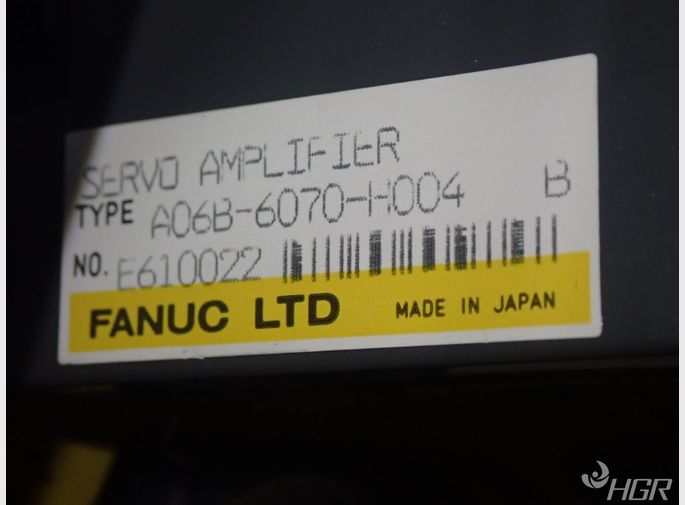 SERVO AMPLIFIER
TYPE A06B-6070-H004 B
NO. E610022
FANUC LTD MADE IN JAPAN
HGR